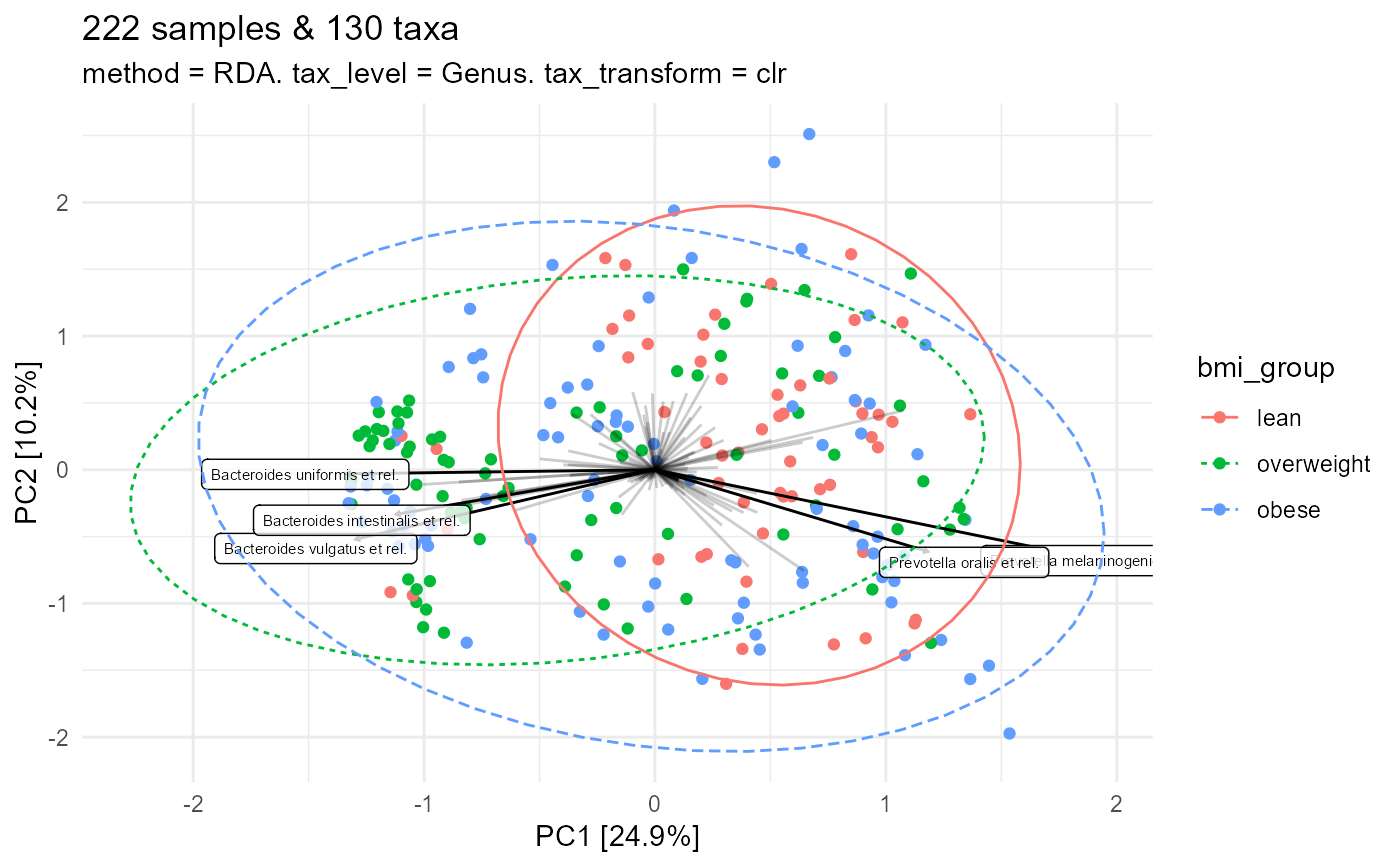 222 samples & 130 taxa
method = RDA. tax_level = Genus. tax_transform = clr
PC2 [10.2%]
2
1
0
-1
-2
Bacteroides uniformis et rel.
Bacteroides intestinalis et rel.
Bacteroides vulgatus et rel.
Prevotella oralis et rel.
melaninogeni
-2
-1
0
1
2
PC1 [24.9%]
bmi_group
lean
overweight
obese